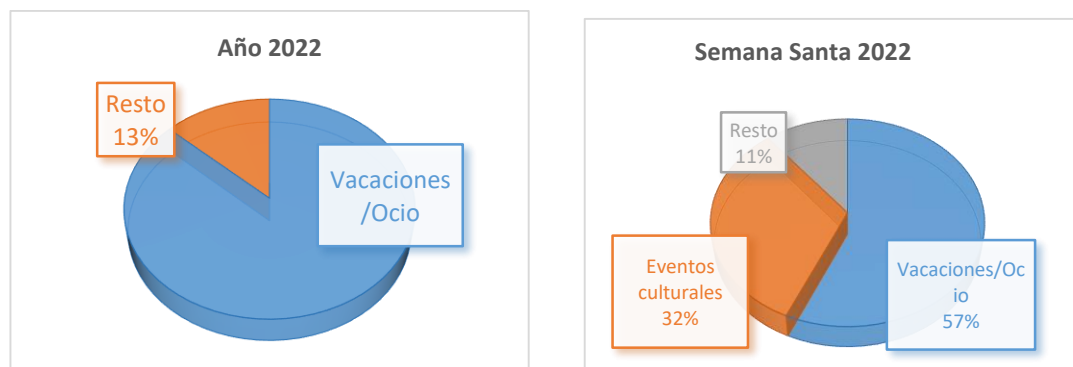 Año 2022
Resto
13%
Vacaciones
/Ocio
Semana Santa 2022
Resto
11%
Eventos
culturales
32%
Vacaciones/Oc
io
57%